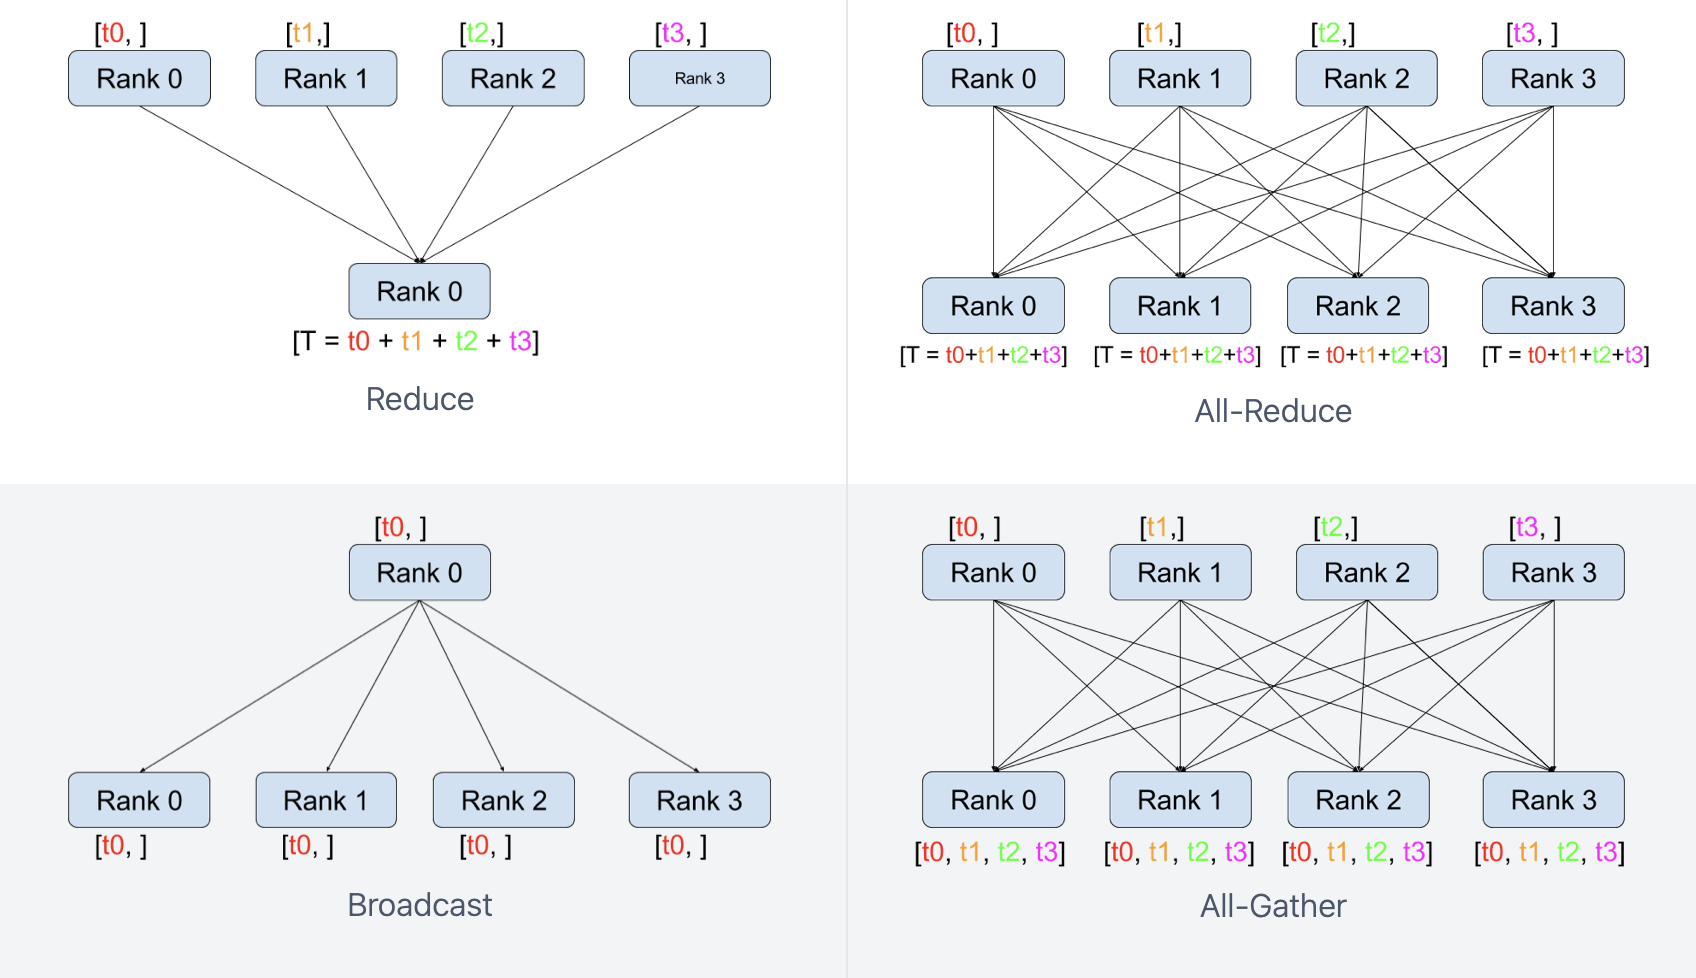 [t0, ] [t1,] [t2,] [t3, ]
Rank 0 Rank 1 Rank 2 Rank 3
Rank 0
[T = t0 + t1 + t2 + t3]
Reduce
[t0, ] [t1,] [t2,] [t3, ]
Rank 0 Rank 1 Rank 2 Rank 3
Rank 0 Rank 1 Rank 2 Rank 3
[T = t0+t1+t2+t3] [T = t0+t1+t2+t3] [T = t0+t1+t2+t3] [T = t0+t1+t2+t3]
All-Reduce
[t0, ]
Rank 0
Rank 0 Rank 1 Rank 2 Rank 3
[t0, ] [t0, ] [t0, ] [t0, ]
Broadcast
[t0, ] [t1,] [t2,] [t3, ]
Rank 0 Rank 1 Rank 2 Rank 3
Rank 0 Rank 1 Rank 2 Rank 3
[t0, t1, t2, t3] [t0, t1, t2, t3] [t0, t1, t2, t3] [t0, t1, t2, t3]
All-Gather